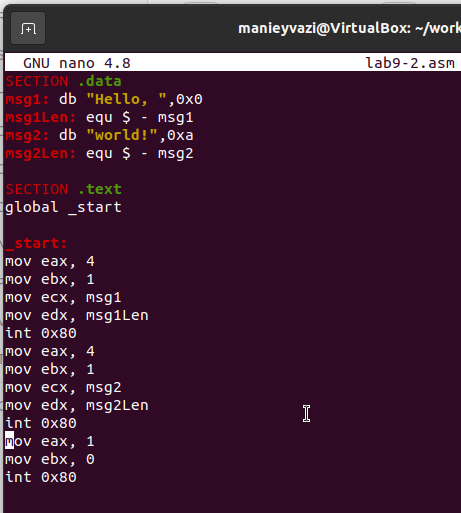 manieyvazi@VirtualBox: ~/work
GNU nano 4.8 lab9-2.asm
SECTION .data
msg1: db "Hello, ",0x0
msg1Len: equ $ - msg1
msg2: db "world!",0xa
msg2Len: equ $ - msg2
SECTION .text
global _start
_start:
mov eax, 4
mov ebx, 1
mov ecx, msg1
mov edx, msg1Len
int 0x80
mov eax, 4
mov ebx, 1
mov ecx, msg2
mov edx, msg2Len
int 0x80
mov eax, 1
mov ebx, 0
int 0x80